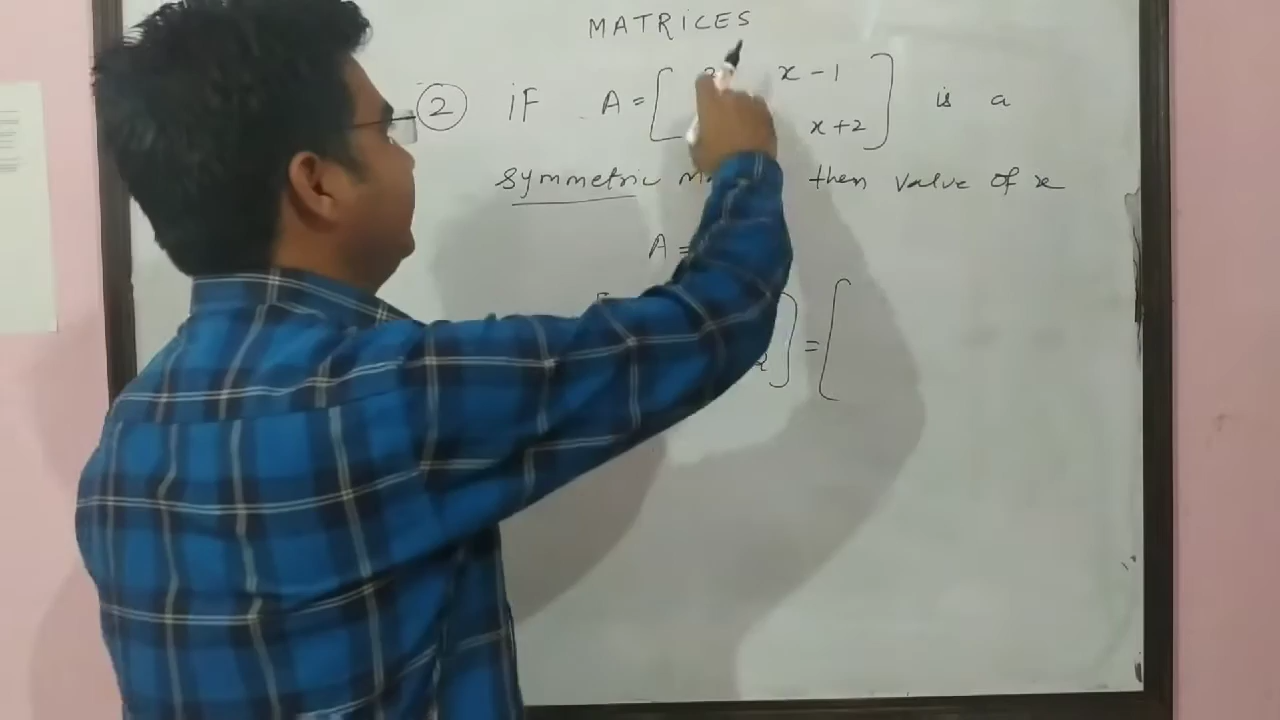 MATRICES
2 IF A = [ x - 1
x + 2 ] is a
symmetric then value of x
A =
] = [